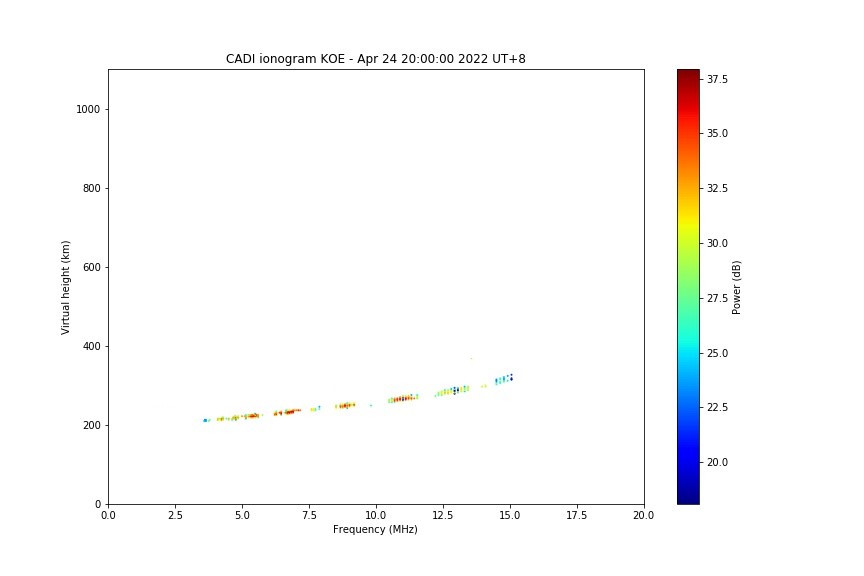 CADI ionogram KOE - Apr 24 20:00:00 2022 UT+8
Virtual height (km)
1000
800
600
400
200
0
0.0 2.5 5.0 7.5 10.0 12.5 15.0 17.5 20.0
Frequency (MHz)
37.5
35.0
32.5
30.0
27.5
25.0
22.5
20.0
Power (dB)